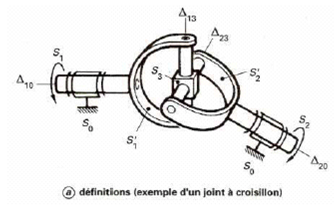 Δ13
S1
Δ23
S3
S'2
Δ10
S0
S'1
S2
S0
Δ20
a définitions (exemple d'un joint à croisillon)